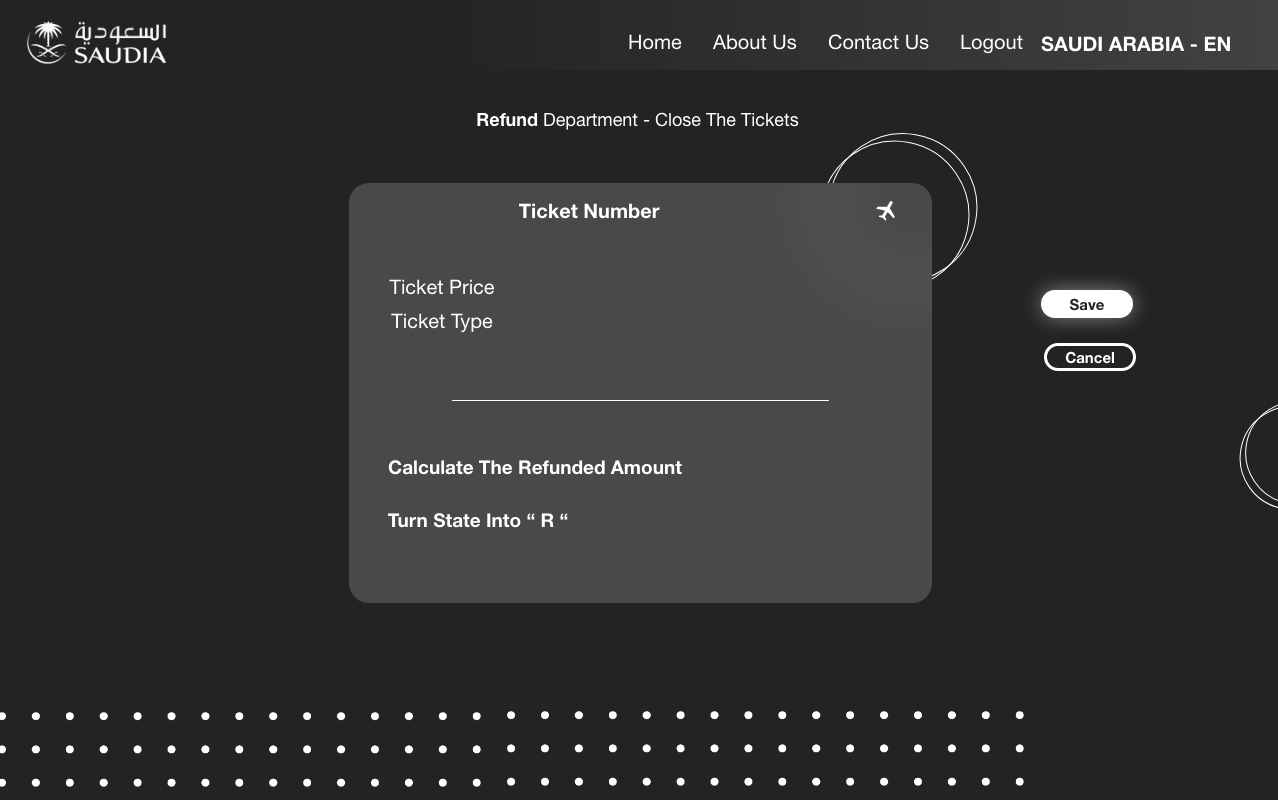 السعودية
SAUDIA
Home About Us Contact Us Logout SAUDI ARABIA - EN
Refund Department - Close The Tickets
Ticket Number
Ticket Price
Ticket Type
Save
Cancel
Calculate The Refunded Amount
Turn State Into “ R “